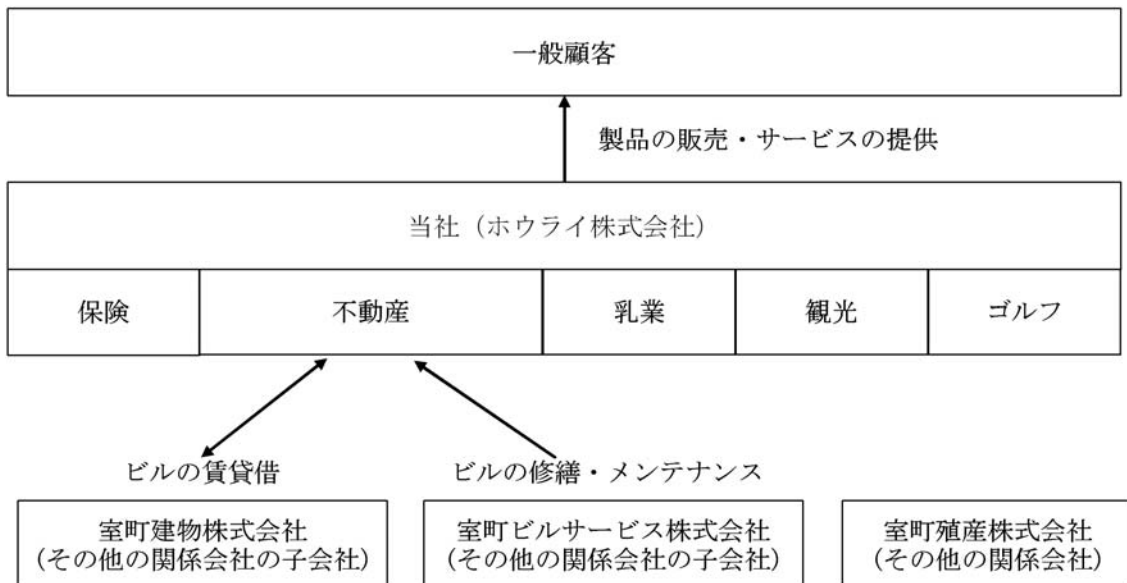 一般顧客
製品の販売・サービスの提供
当社（ホウライ株式会社）
保険
不動産
乳業
観光
ゴルフ
ビルの賃貸借
ビルの修繕・メンテナンス
室町建物株式会社
（その他の関係会社の子会社）
室町ビルサービス株式会社
（その他の関係会社の子会社）
室町殖産株式会社
（その他の関係会社）